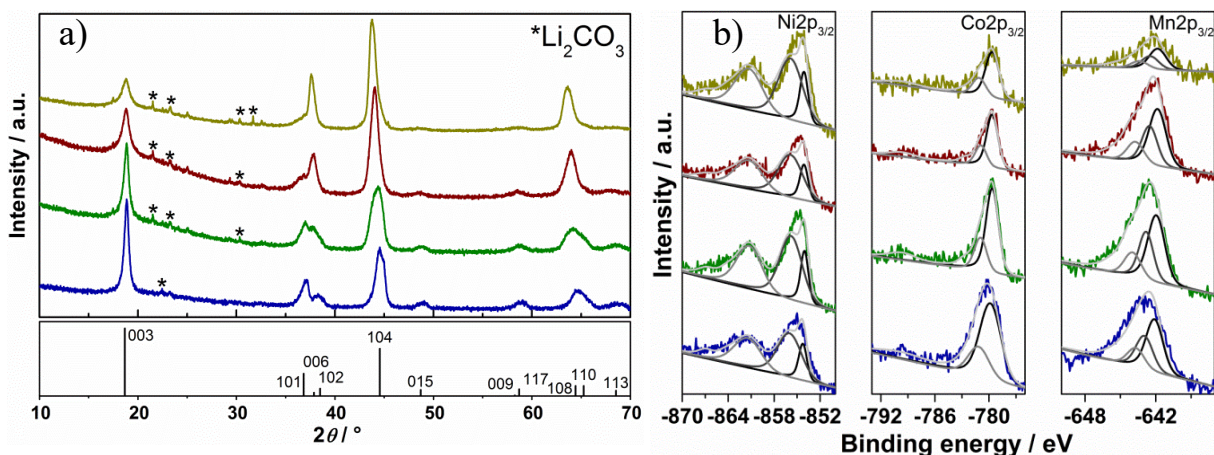 a)
*Li₂CO₃
* * * *
* * *
* * *
*
Intensity / a.u.
003
006
104
101
102
015
009
117
108
110
113
10 20 30 40 50 60 70
2θ / °
b)
Ni2p₃/₂
Co2p₃/₂
Mn2p₃/₂
Intensity / a.u.
-870 -864 -858 -852
-792 -786 -780
-648 -642
Binding energy / eV